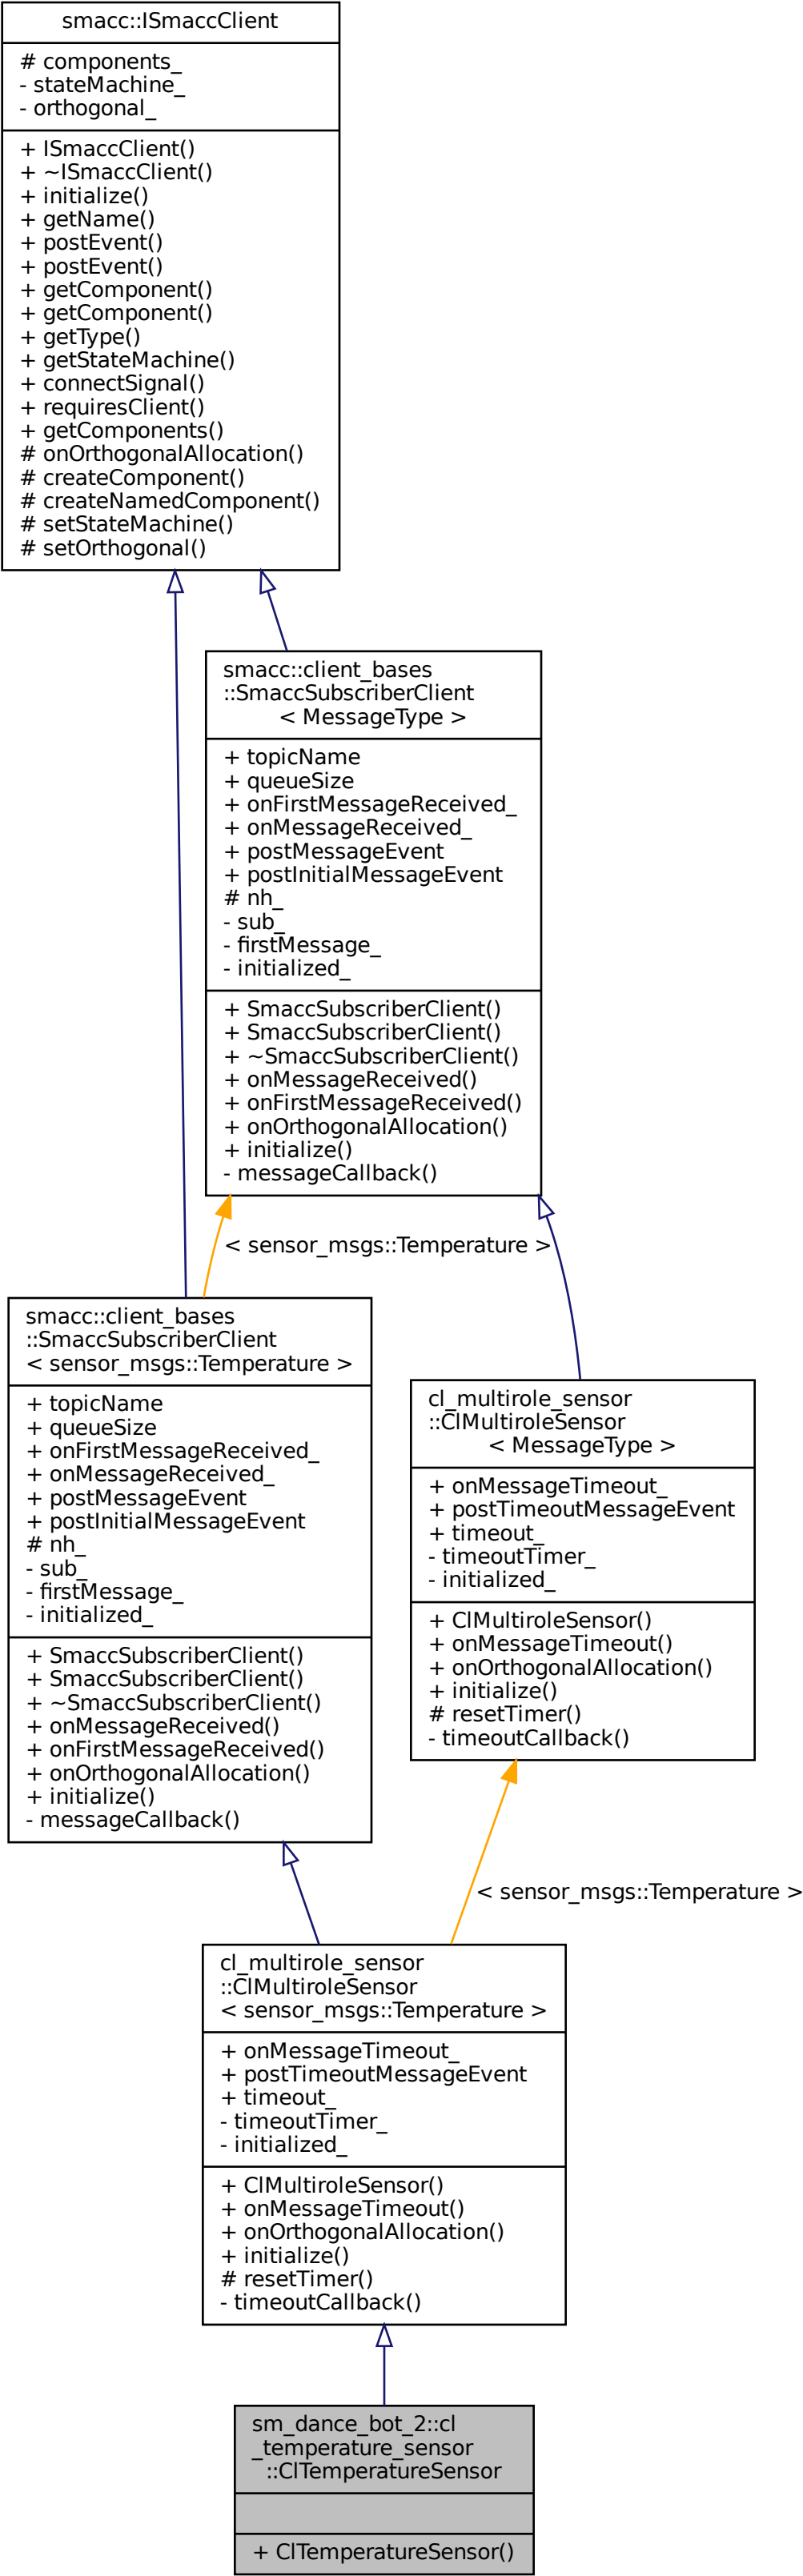 smacc::ISmaccClient
# components_
- stateMachine_
- orthogonal_
+ ISmaccClient()
+ ~ISmaccClient()
+ initialize()
+ getName()
+ postEvent()
+ postEvent()
+ getComponent()
+ getComponent()
+ getType()
+ getStateMachine()
+ connectSignal()
+ requiresClient()
+ getComponents()
# onOrthogonalAllocation()
# createComponent()
# createNamedComponent()
# setStateMachine()
# setOrthogonal()
smacc::client_bases
::SmaccSubscriberClient
< MessageType >
+ topicName
+ queueSize
+ onFirstMessageReceived_
+ onMessageReceived_
+ postMessageEvent
+ postInitialMessageEvent
# nh_
- sub_
- firstMessage_
- initialized_
+ SmaccSubscriberClient()
+ SmaccSubscriberClient()
+ ~SmaccSubscriberClient()
+ onMessageReceived()
+ onFirstMessageReceived()
+ onOrthogonalAllocation()
+ initialize()
- messageCallback()
< sensor_msgs::Temperature >
smacc::client_bases
::SmaccSubscriberClient
< sensor_msgs::Temperature >
+ topicName
+ queueSize
+ onFirstMessageReceived_
+ onMessageReceived_
+ postMessageEvent
+ postInitialMessageEvent
# nh_
- sub_
- firstMessage_
- initialized_
+ SmaccSubscriberClient()
+ SmaccSubscriberClient()
+ ~SmaccSubscriberClient()
+ onMessageReceived()
+ onFirstMessageReceived()
+ onOrthogonalAllocation()
+ initialize()
- messageCallback()
cl_multirole_sensor
::ClMultiroleSensor
< MessageType >
+ onMessageTimeout_
+ postTimeoutMessageEvent
+ timeout_
- timeoutTimer_
- initialized_
+ ClMultiroleSensor()
+ onMessageTimeout()
+ onOrthogonalAllocation()
+ initialize()
# resetTimer()
- timeoutCallback()
< sensor_msgs::Temperature >
cl_multirole_sensor
::ClMultiroleSensor
< sensor_msgs::Temperature >
+ onMessageTimeout_
+ postTimeoutMessageEvent
+ timeout_
- timeoutTimer_
- initialized_
+ ClMultiroleSensor()
+ onMessageTimeout()
+ onOrthogonalAllocation()
+ initialize()
# resetTimer()
- timeoutCallback()
sm_dance_bot_2::cl
_temperature_sensor
::ClTemperatureSensor
+ ClTemperatureSensor()